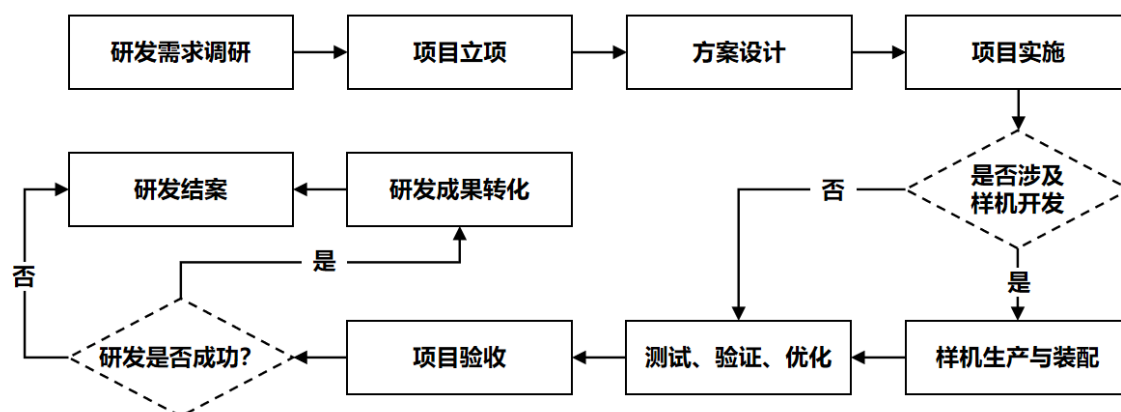 研发需求调研
项目立项
方案设计
项目实施
研发结案
研发成果转化
否
是否涉及
样机开发
否
是
是
研发是否成功？
项目验收
测试、验证、优化
样机生产与装配